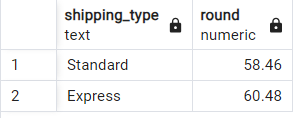 shipping_type round
text numeric
1 Standard 58.46
2 Express 60.48